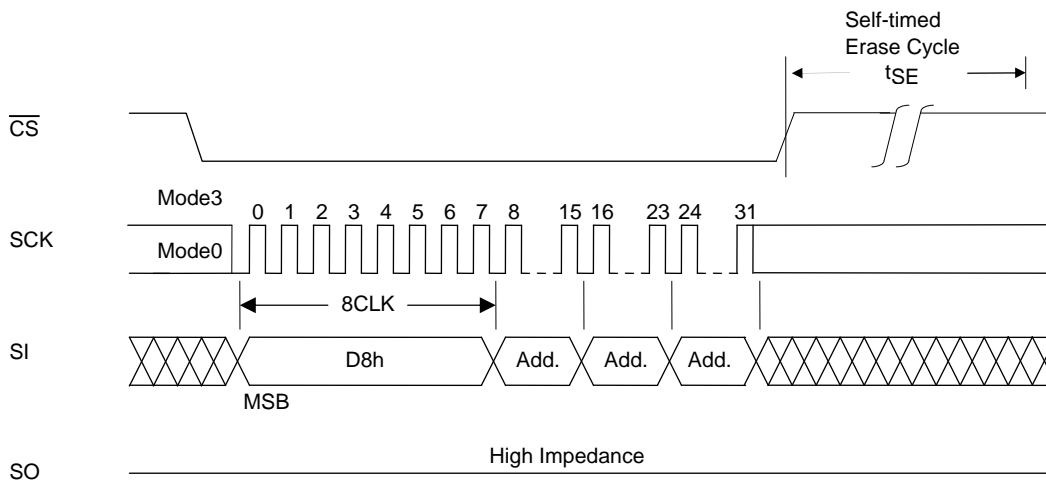 Self-timed
Erase Cycle
tSE
CS
Mode3
0 1 2 3 4 5 6 7 8 15 16 23 24 31
SCK
Mode0
8CLK
SI
D8h Add. Add. Add.
MSB
High Impedance
SO